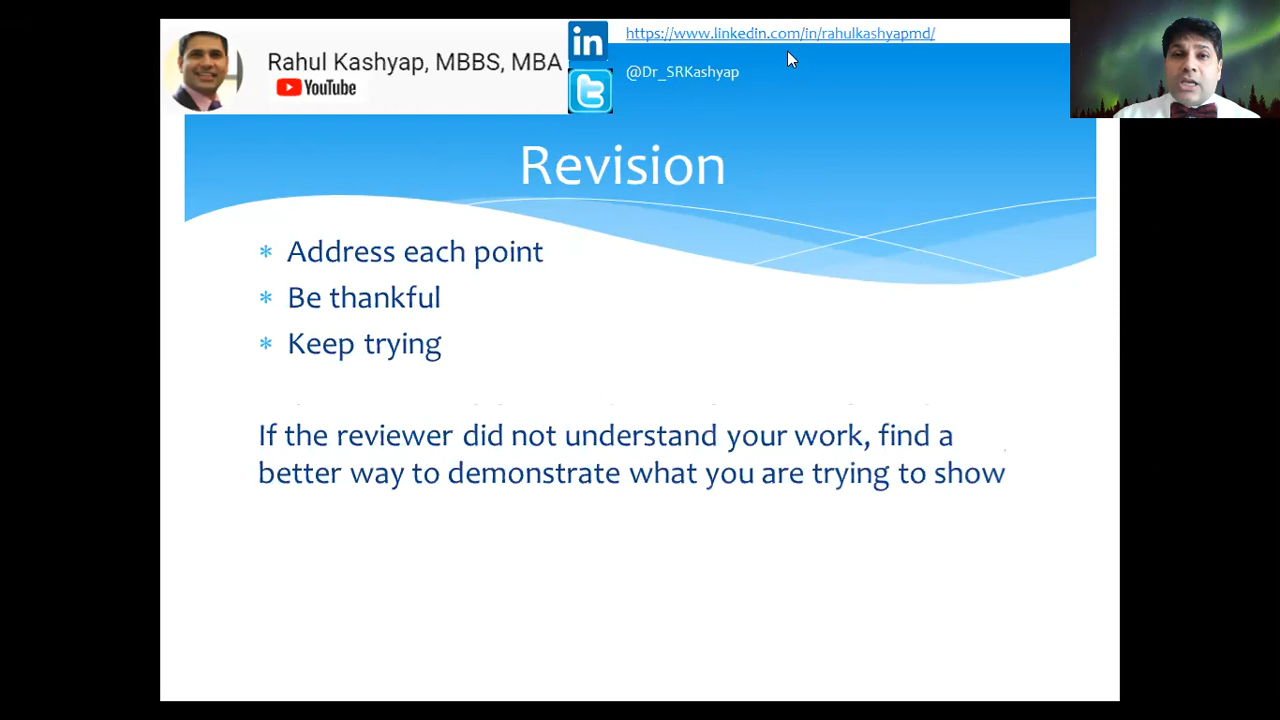 Rahul Kashyap, MBBS, MBA
YouTube
in
https://www.linkedin.com/in/rahulkashyapmd/
@Dr_SRKashyap
Revision
* Address each point
* Be thankful
* Keep trying
If the reviewer did not understand your work, find a
better way to demonstrate what you are trying to show